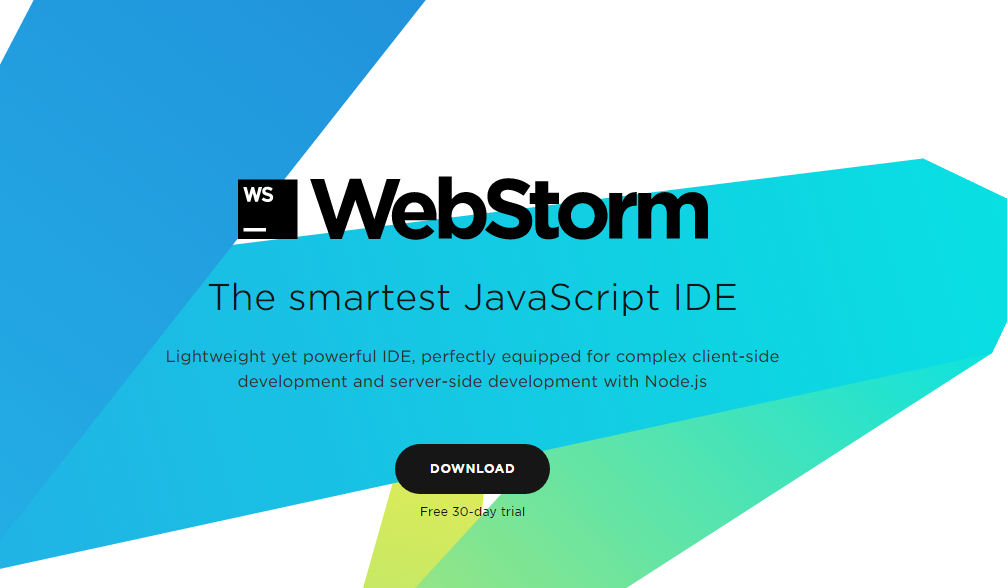 WS
WebStorm
The smartest JavaScript IDE
Lightweight yet powerful IDE, perfectly equipped for complex client-side
development and server-side development with Node.js
DOWNLOAD
Free 30-day trial